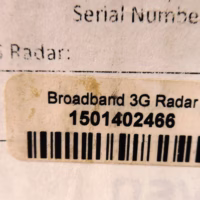 Serial Numbe
Radar:
Broadband 3G Radar
1501402466